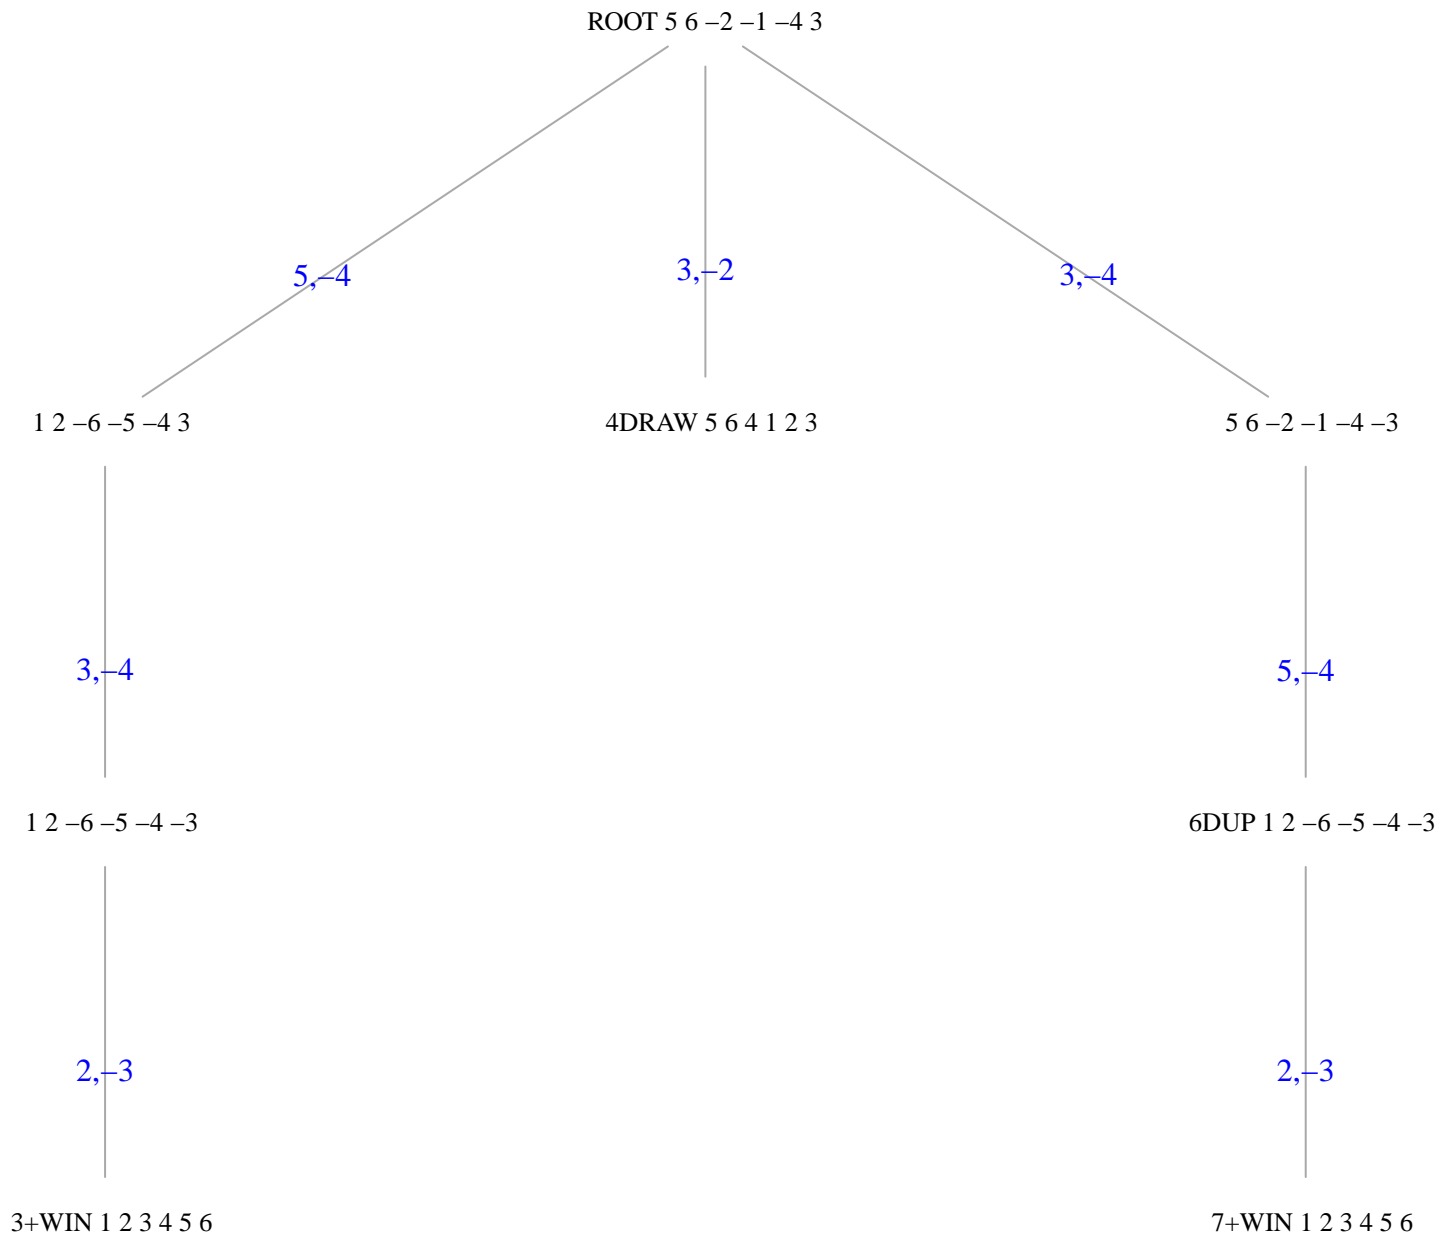 ROOT 5 6 –2 –1 –4 3
5,–4
3,–2
3,–4
1 2 –6 –5 –4 3
4DRAW 5 6 4 1 2 3
5 6 –2 –1 –4 –3
3,–4
5,–4
1 2 –6 –5 –4 –3
6DUP 1 2 –6 –5 –4 –3
2,–3
2,–3
3+WIN 1 2 3 4 5 6
7+WIN 1 2 3 4 5 6